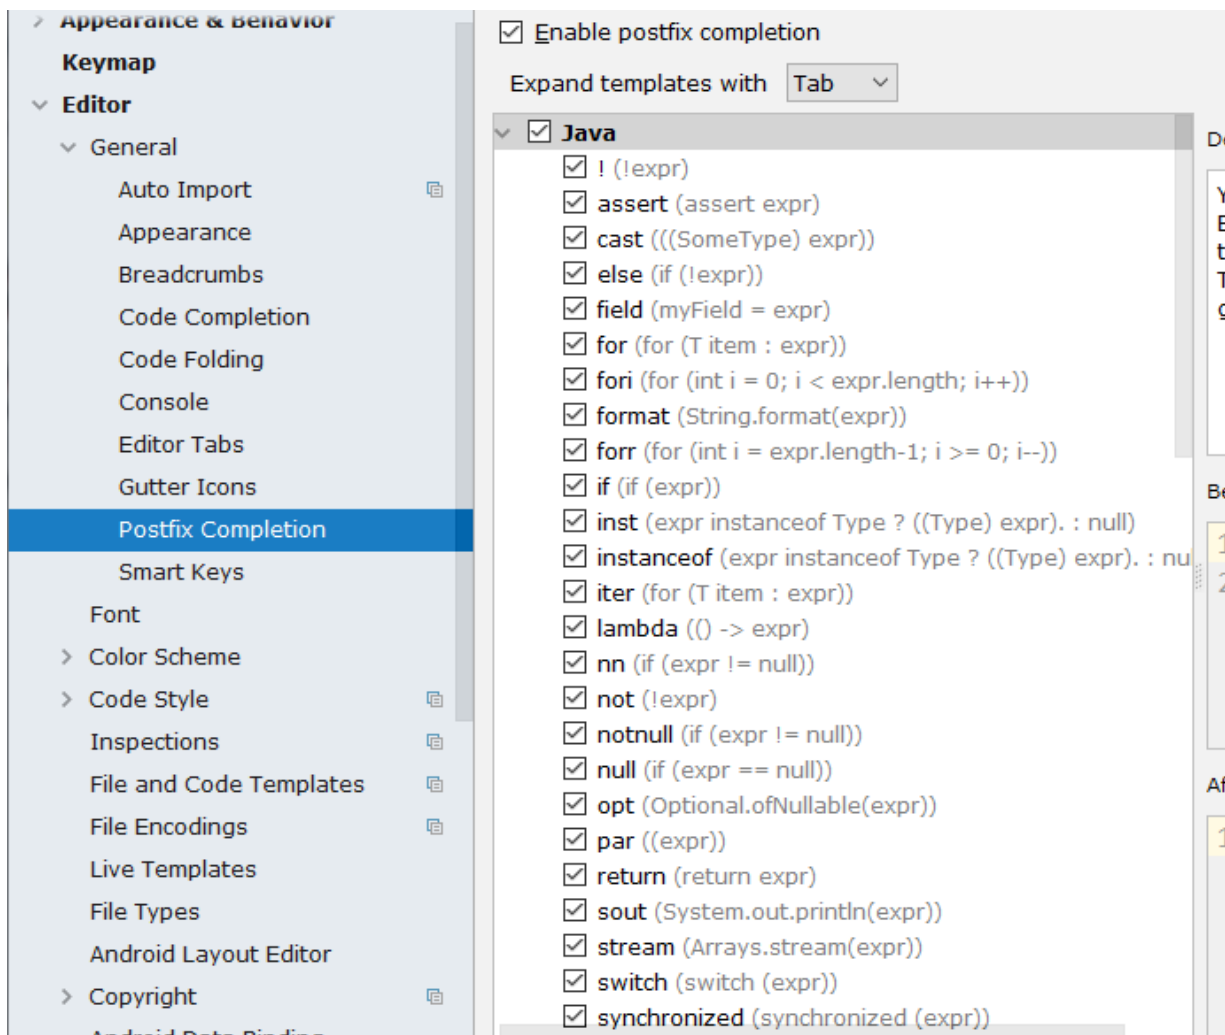 Appearance & Behavior
Keymap
Editor
General
Auto Import
Appearance
Breadcrumbs
Code Completion
Code Folding
Console
Editor Tabs
Gutter Icons
Postfix Completion
Smart Keys
Font
Color Scheme
Code Style
Inspections
File and Code Templates
File Encodings
Live Templates
File Types
Android Layout Editor
Copyright
Android Data Binding
Enable postfix completion
Expand templates with Tab
Java
! (!expr)
assert (assert expr)
cast (((SomeType) expr))
else (if (!expr))
field (myField = expr)
for (for (T item : expr))
fori (for (int i = 0; i < expr.length; i++))
format (String.format(expr))
forr (for (int i = expr.length-1; i >= 0; i--))
if (if (expr))
inst (expr instanceof Type ? ((Type) expr). : null)
instanceof (expr instanceof Type ? ((Type) expr). : nu
iter (for (T item : expr))
lambda (() -> expr)
nn (if (expr != null))
not (!expr)
notnull (if (expr != null))
null (if (expr == null))
opt (Optional.ofNullable(expr))
par ((expr))
return (return expr)
sout (System.out.println(expr))
stream (Arrays.stream(expr))
switch (switch (expr))
synchronized (synchronized (expr))